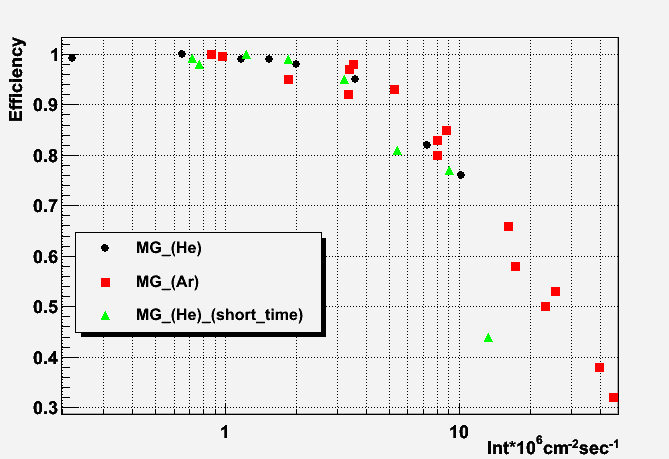 Efficiency
1
0.9
0.8
0.7
0.6
0.5
0.4
0.3
MG_(He)
MG_(Ar)
MG_(He)_(short_time)
1 10
Int*10⁶cm⁻²sec⁻¹